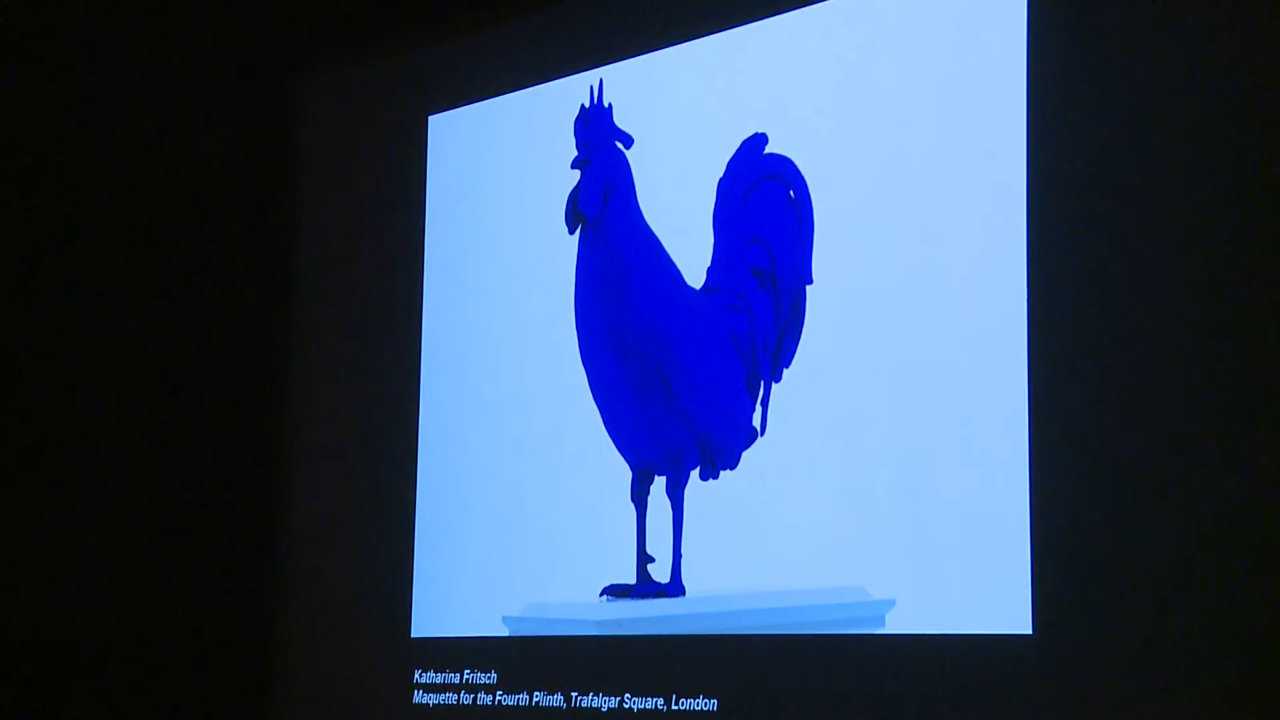 Katharina Fritsch
Maquette for the Fourth Plinth, Trafalgar Square, London